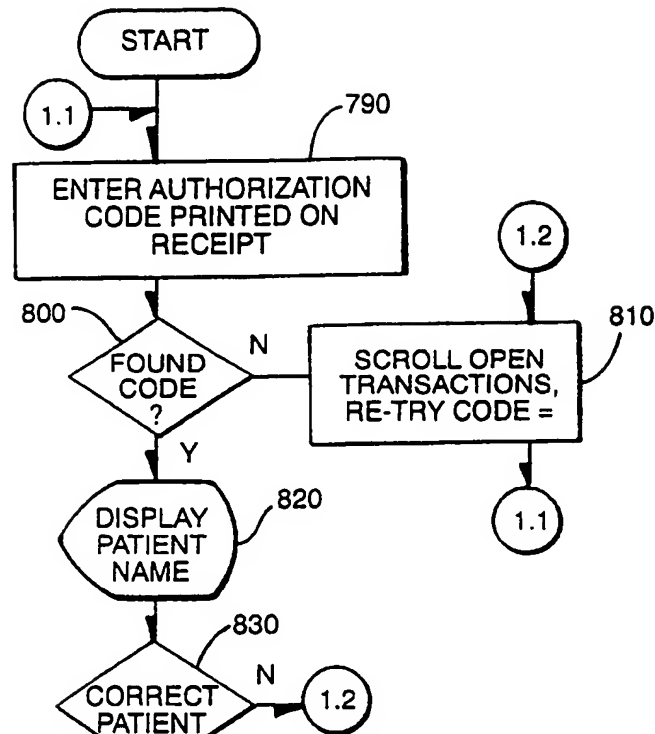 START
1.1
790
ENTER AUTHORIZATION
CODE PRINTED ON
RECEIPT
1.2
800
FOUND
CODE
?
N
810
SCROLL OPEN
TRANSACTIONS,
RE-TRY CODE =
Y
1.1
820
DISPLAY
PATIENT
NAME
830
CORRECT
PATIENT
N
1.2